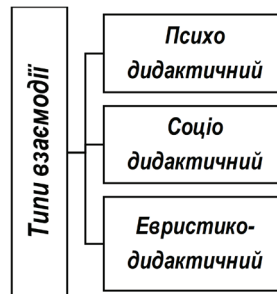 Типи взаємодії
Психо
дидактичний
Соціо
дидактичний
Евристико-
дидактичний